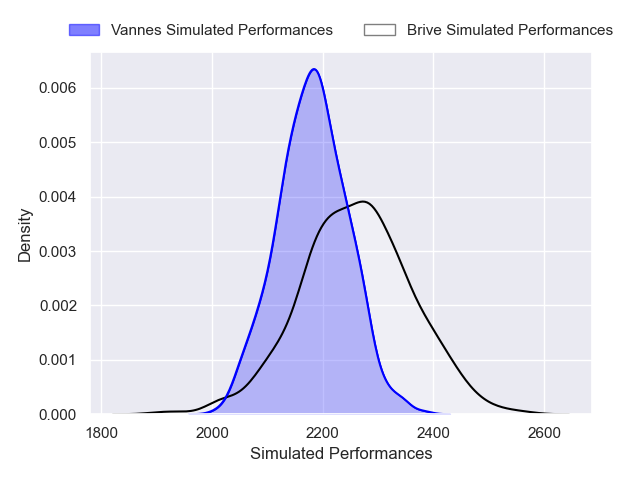 Vannes Simulated Performances Brive Simulated Performances
0.006
0.005
0.004
0.003
0.002
0.001
0.000
Density
1800 2000 2200 2400 2600
Simulated Performances